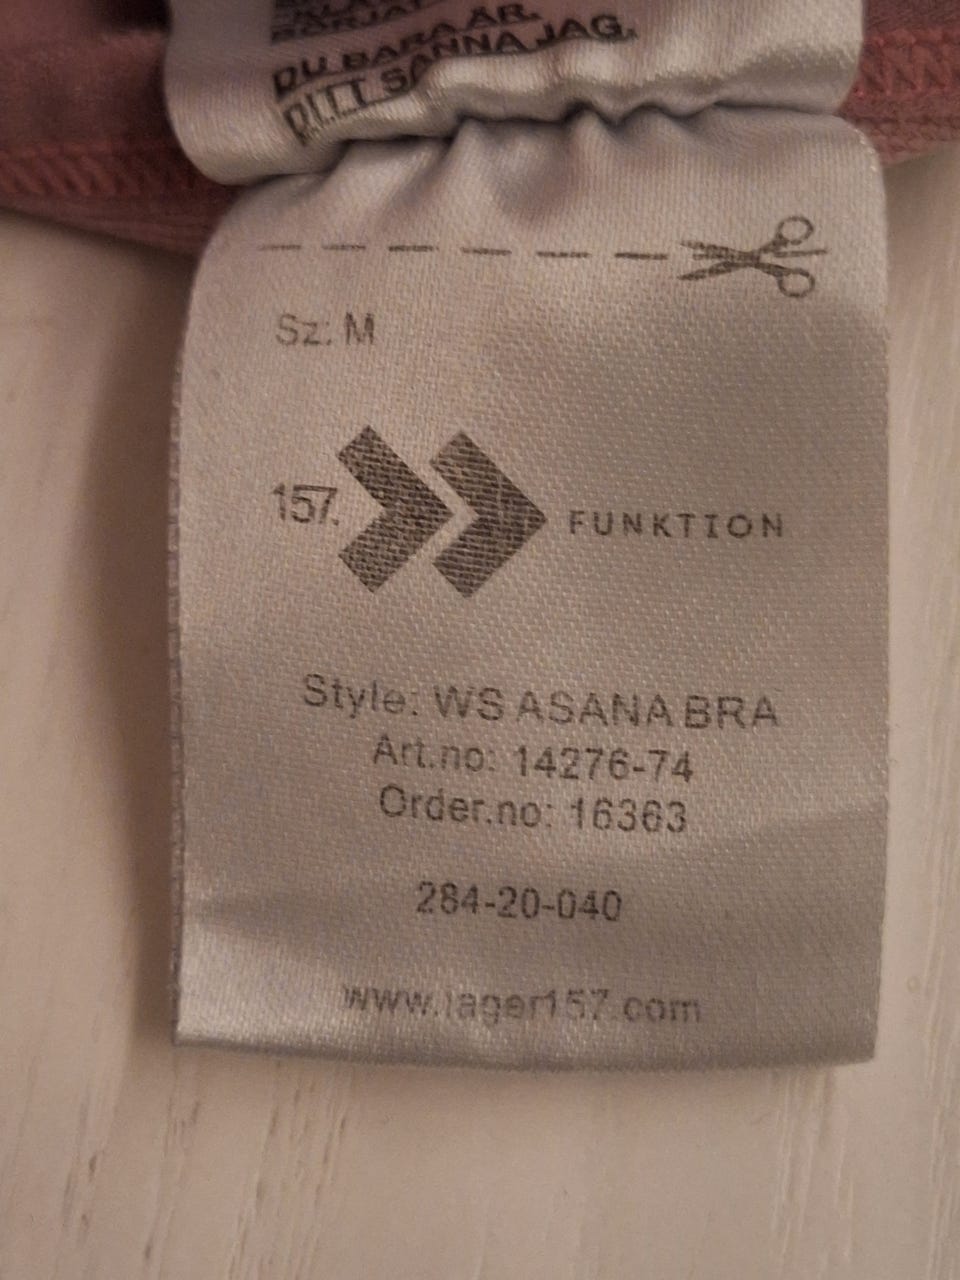 BÖRJAT
DU BARA ÄR.
DITT SANNA JAG.
Sz: M
157. FUNKTION
Style: WS ASANA BRA
Art.no: 14276-74
Order.no: 16363
284-20-040
www.lager157.com